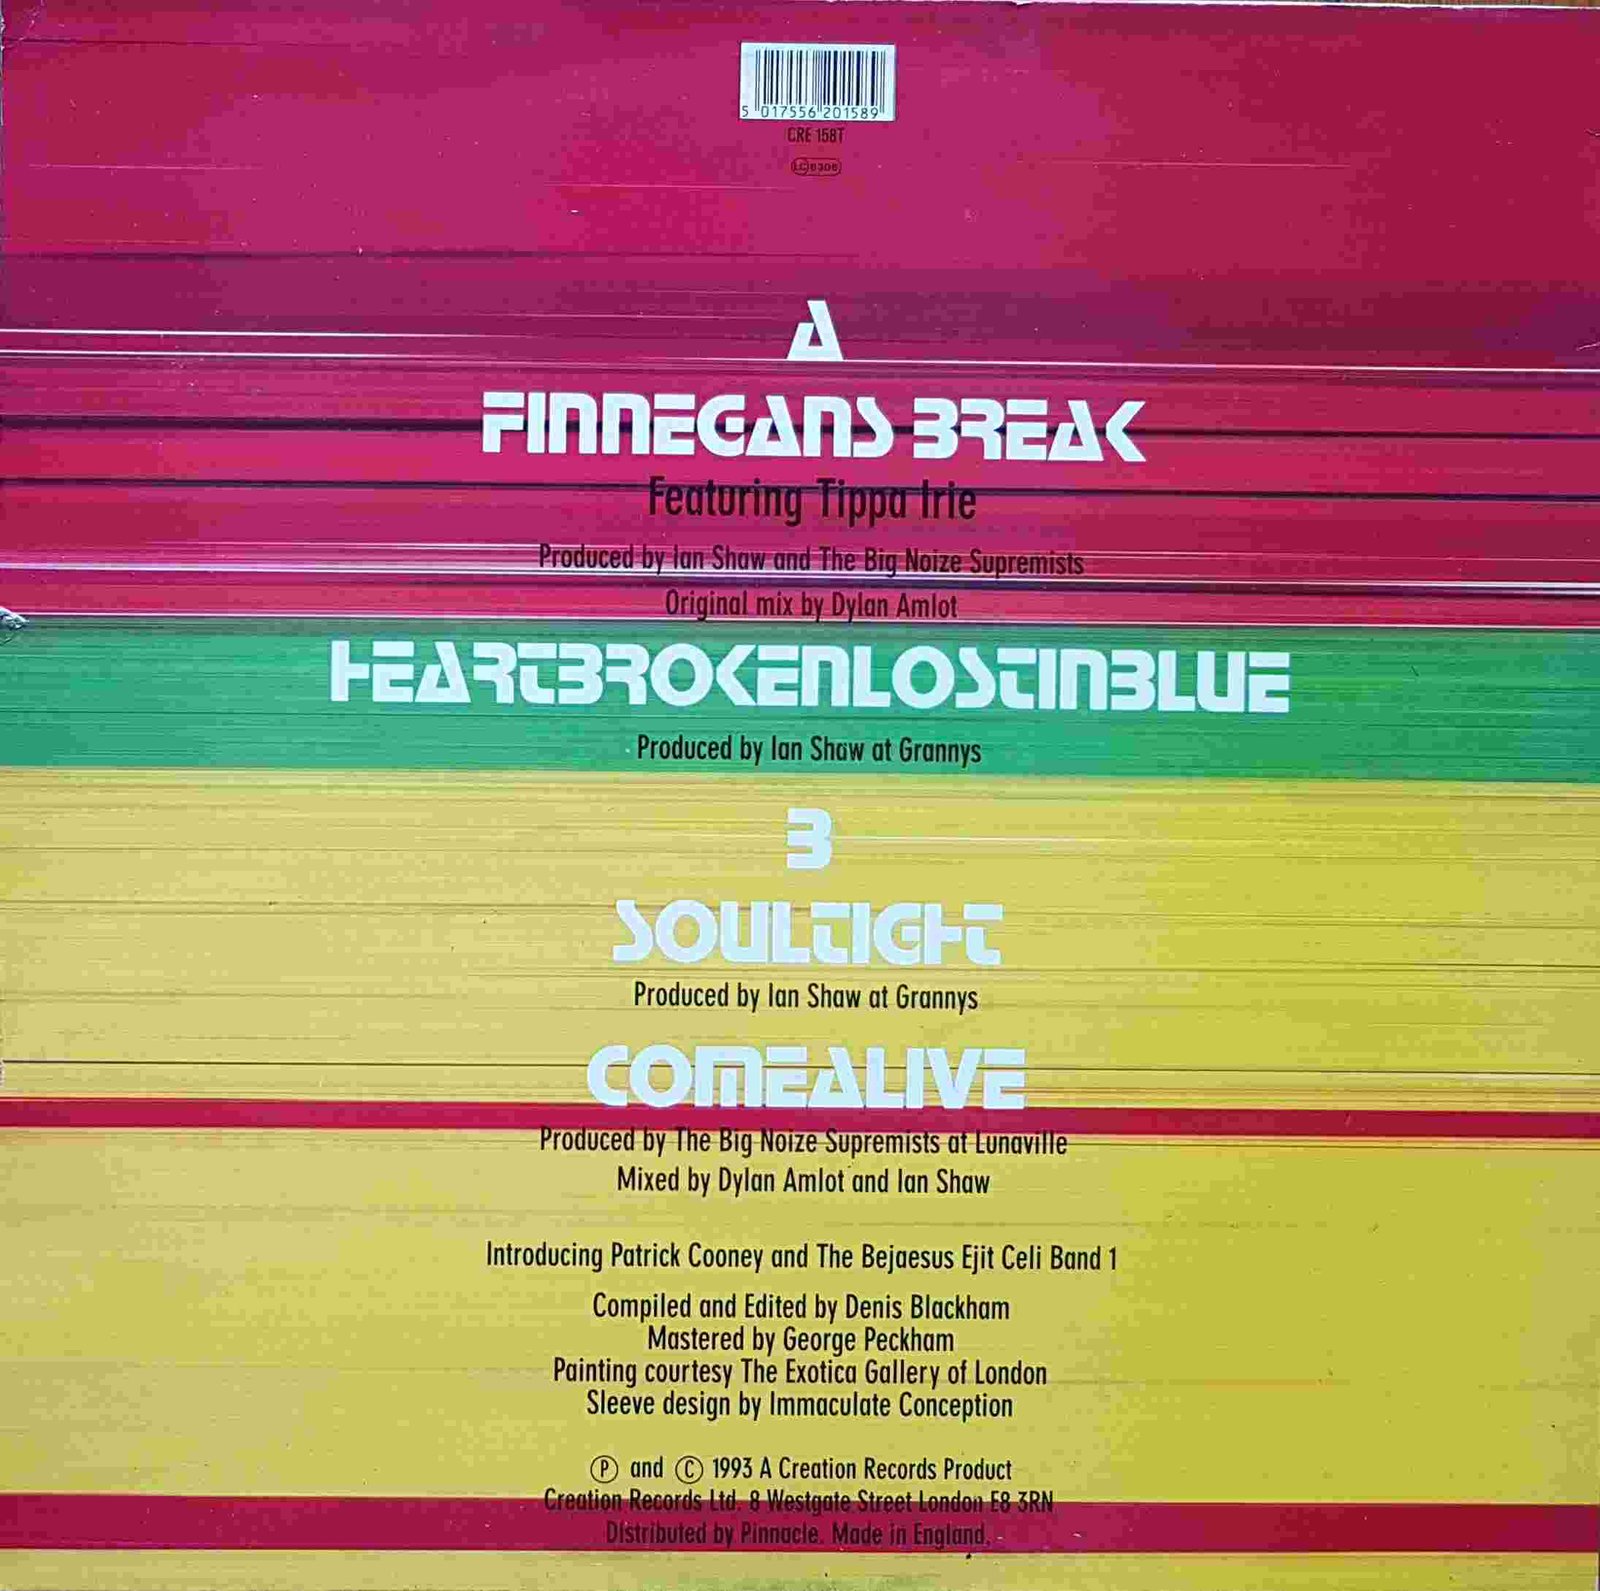 5 017556 201589
CRE 158T
LC 6306
A
FINNEGANS BREAK
Featuring Tippa Irie
Produced by Ian Shaw and The Big Noize Supremists
Original mix by Dylan Amlot
HEARTBROKENLOSTINBLUE
Produced by Ian Shaw at Grannys
B
SOULTIGHT
Produced by Ian Shaw at Grannys
COMEALIVE
Produced by The Big Noize Supremists at Lunaville
Mixed by Dylan Amlot and Ian Shaw
Introducing Patrick Cooney and The Bejaesus Ejit Celi Band 1
Compiled and Edited by Denis Blackham
Mastered by George Peckham
Painting courtesy The Exotica Gallery of London
Sleeve design by Immaculate Conception
Ⓟ and Ⓒ 1993 A Creation Records Product
Creation Records Ltd. 8 Westgate Street London E8 3RN
Distributed by Pinnacle. Made in England.